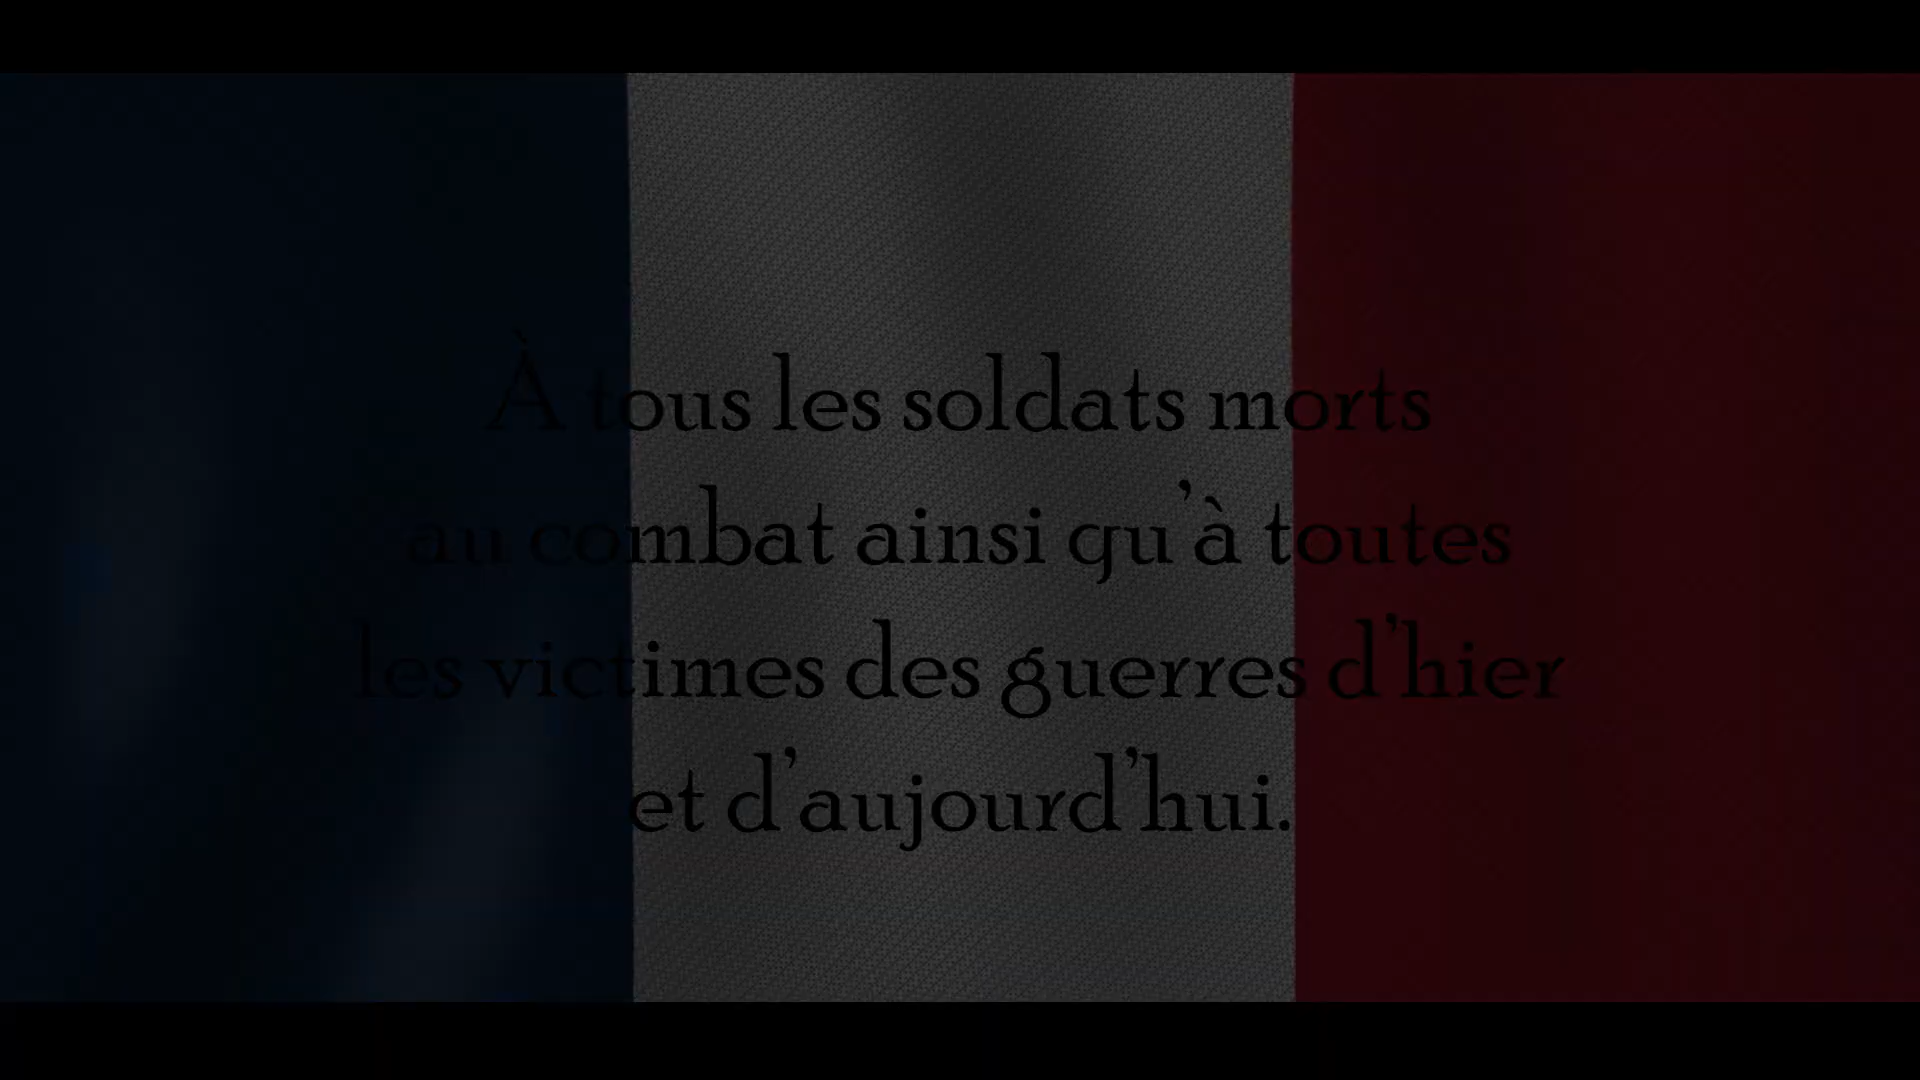 À tous les soldats morts
au combat ainsi qu’à toutes
les victimes des guerres d’hier
et d’aujourd’hui.